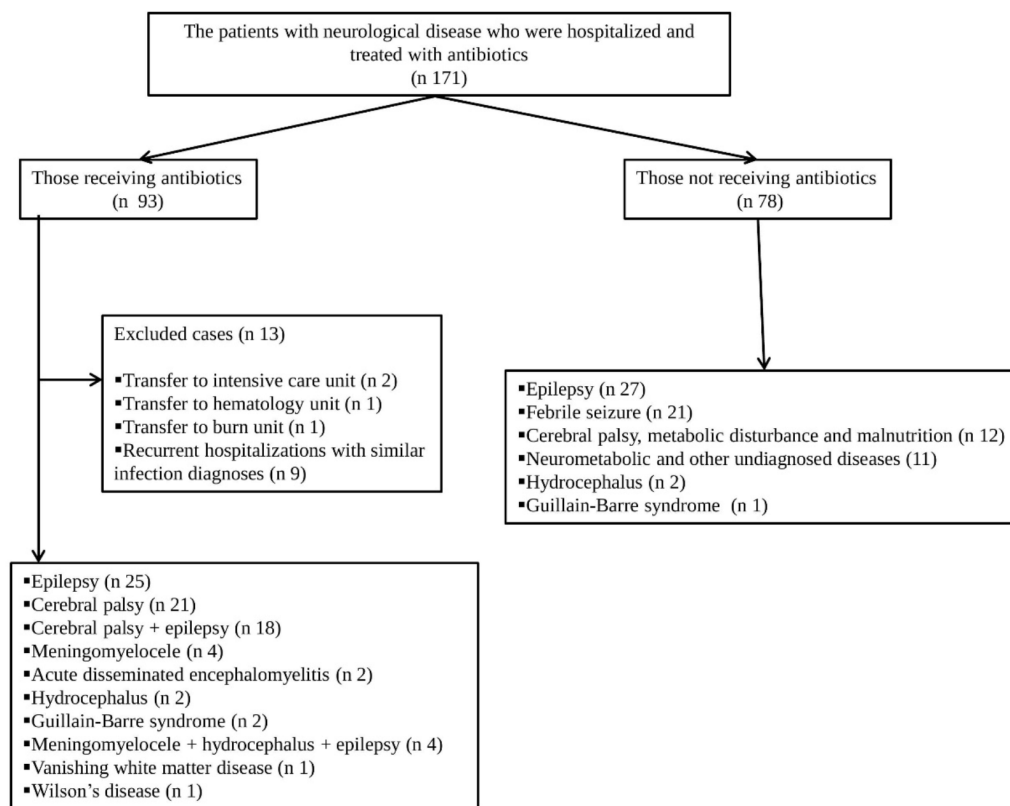 The patients with neurological disease who were hospitalized and
treated with antibiotics
(n 171)
Those receiving antibiotics
(n 93)
Those not receiving antibiotics
(n 78)
Excluded cases (n 13)
▪Transfer to intensive care unit (n 2)
▪Transfer to hematology unit (n 1)
▪Transfer to burn unit (n 1)
▪Recurrent hospitalizations with similar
infection diagnoses (n 9)
▪Epilepsy (n 27)
▪Febrile seizure (n 21)
▪Cerebral palsy, metabolic disturbance and malnutrition (n 12)
▪Neurometabolic and other undiagnosed diseases (11)
▪Hydrocephalus (n 2)
▪Guillain-Barre syndrome (n 1)
▪Epilepsy (n 25)
▪Cerebral palsy (n 21)
▪Cerebral palsy + epilepsy (n 18)
▪Meningomyelocele (n 4)
▪Acute disseminated encephalomyelitis (n 2)
▪Hydrocephalus (n 2)
▪Guillain-Barre syndrome (n 2)
▪Meningomyelocele + hydrocephalus + epilepsy (n 4)
▪Vanishing white matter disease (n 1)
▪Wilson's disease (n 1)